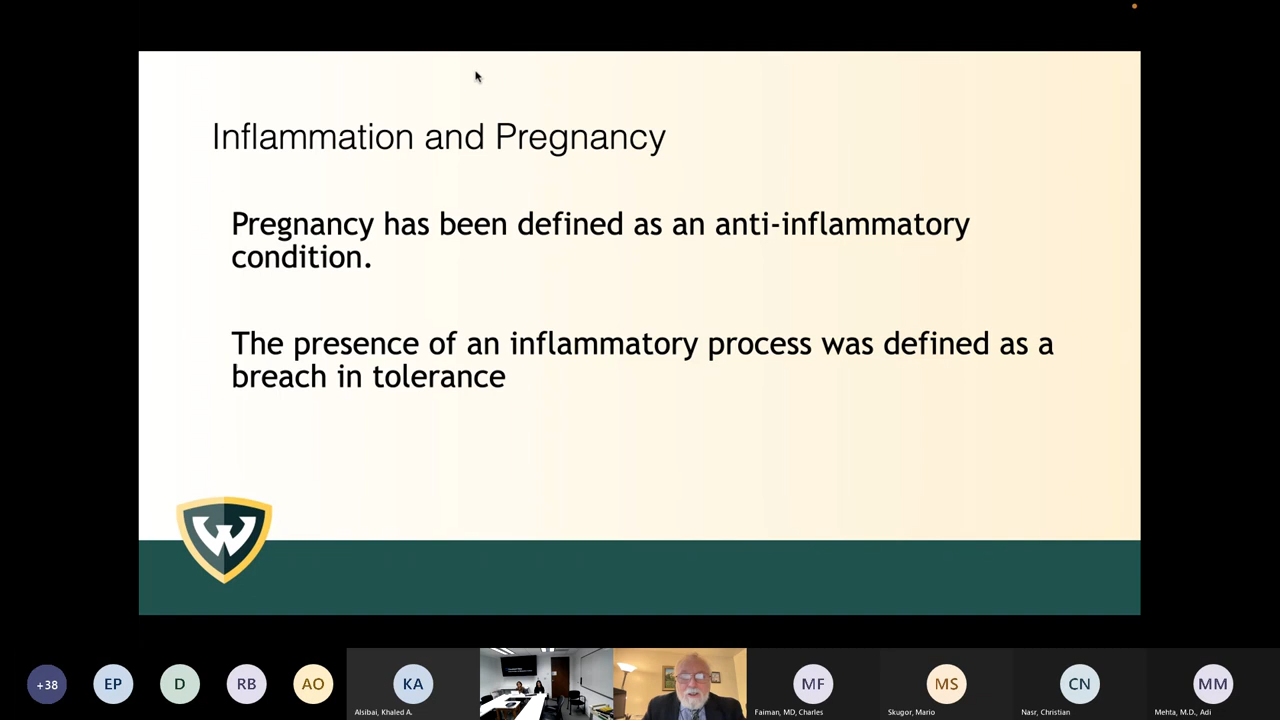 Inflammation and Pregnancy
Pregnancy has been defined as an anti-inflammatory
condition.
The presence of an inflammatory process was defined as a
breach in tolerance
W
+38
EP
D
RB
AO
KA
MF
MS
CN
MM
Alsibai, Khaled A.
Faiman, MD, Charles
Skugor, Mario
Nasr, Christian
Mehta, M.D., Adi